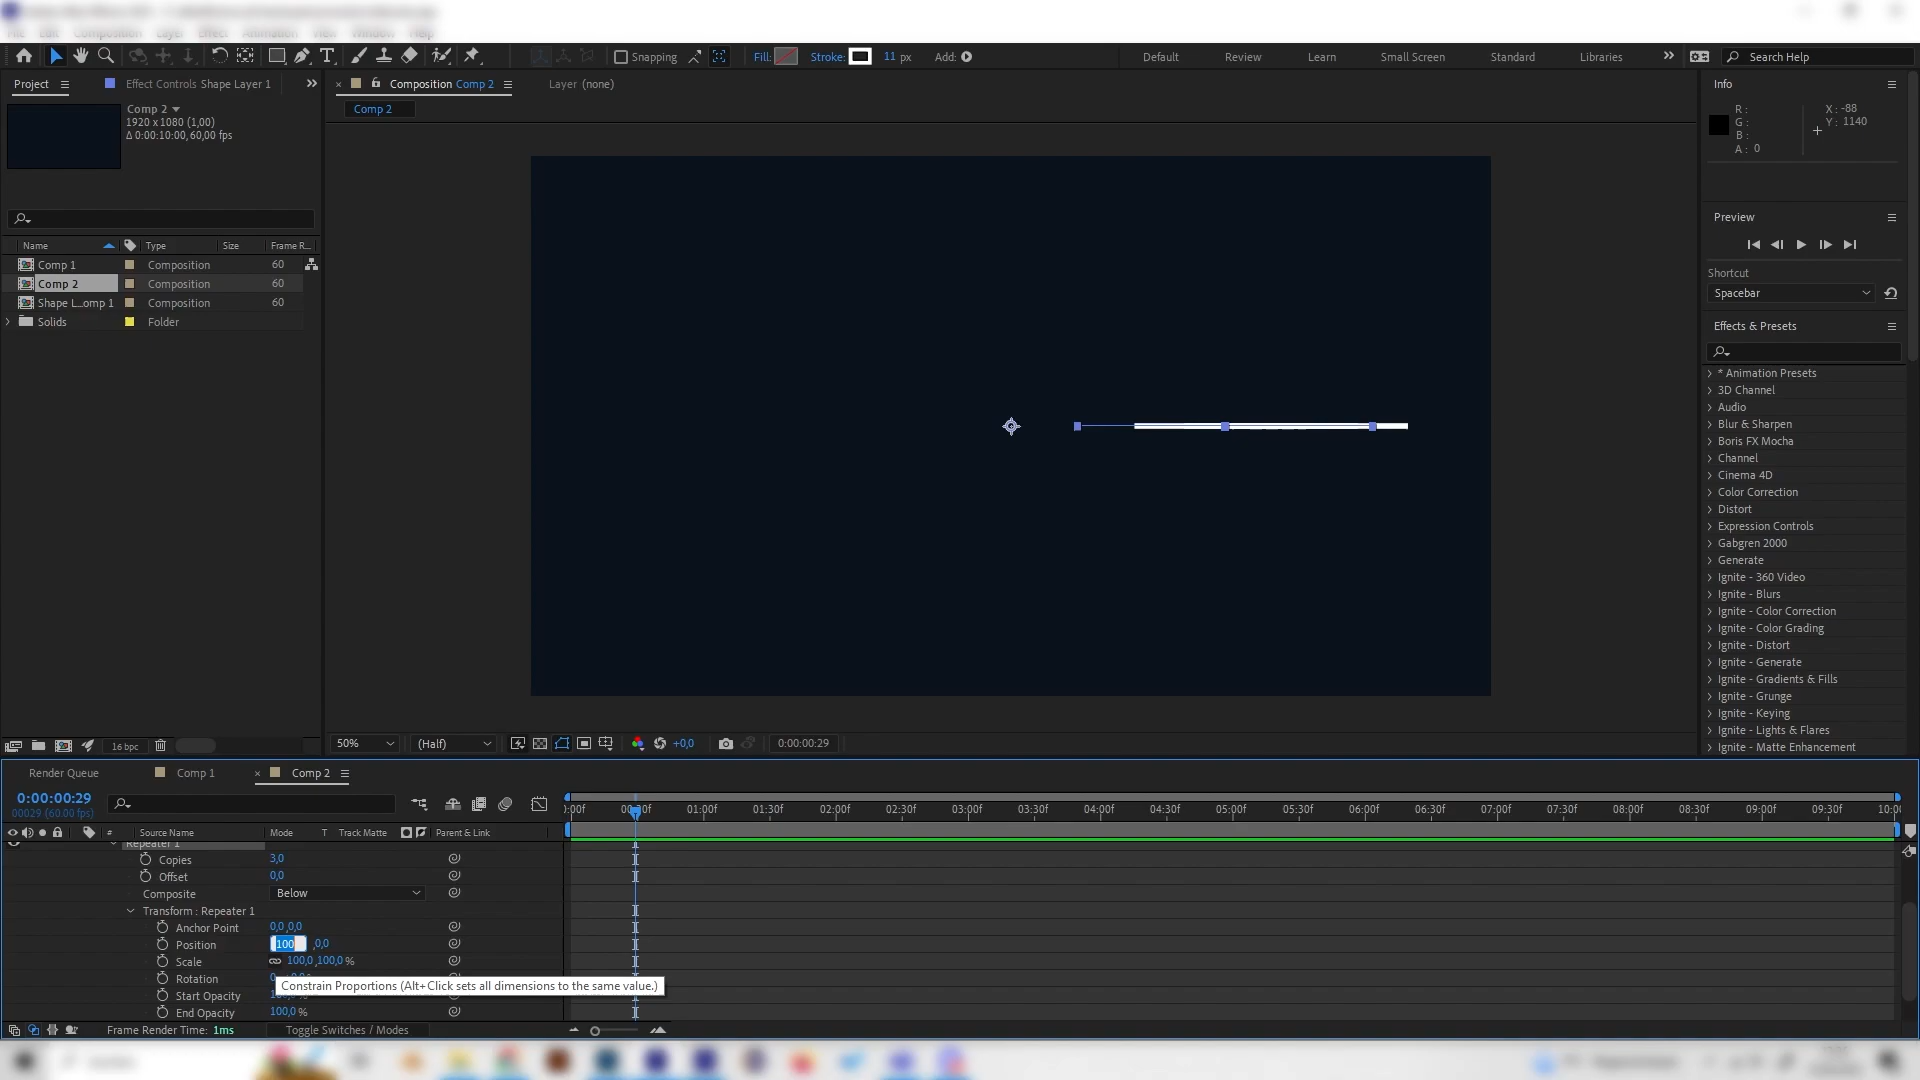 Snapping
Fill:
Stroke:
11 px
Add:
Default
Review
Learn
Small Screen
Standard
Libraries
Search Help
Project
Effect Controls Shape Layer 1
Composition Comp 2
Layer (none)
Info
Comp 2
1920 x 1080 (1,00)
Δ 0:00:10:00, 60,00 fps
Comp 2
R :
G :
B :
A : 0
X : -88
Y : 1140
Preview
Shortcut
Spacebar
Name
Type
Size
Frame R...
Comp 1
Composition
60
Comp 2
Composition
60
Shape L...omp 1
Composition
60
Solids
Folder
Effects & Presets
* Animation Presets
3D Channel
Audio
Blur & Sharpen
Boris FX Mocha
Channel
Cinema 4D
Color Correction
Distort
Expression Controls
Gabgren 2000
Generate
Ignite - 360 Video
Ignite - Blurs
Ignite - Color Correction
Ignite - Color Grading
Ignite - Distort
Ignite - Generate
Ignite - Gradients & Fills
Ignite - Grunge
Ignite - Keying
Ignite - Lights & Flares
Ignite - Matte Enhancement
16 bpc
50%
(Half)
+0,0
0:00:00:29
Render Queue
Comp 1
Comp 2
0:00:00:29
00029 (60.00 fps)
01:00f
01:30f
02:00f
02:30f
03:00f
03:30f
04:00f
04:30f
05:00f
05:30f
06:00f
06:30f
07:00f
07:30f
08:00f
08:30f
09:00f
09:30f
#
Source Name
Mode
T
Track Matte
Parent & Link
Repeater 1
Copies
3,0
Offset
0,0
Composite
Below
Transform : Repeater 1
Anchor Point
0,0 ,0,0
Position
100 ,0,0
Scale
100,0 ,100,0 %
Rotation
Constrain Proportions (Alt+Click sets all dimensions to the same value.)
Start Opacity
End Opacity
100,0 %
Frame Render Time: 1ms
Toggle Switches / Modes